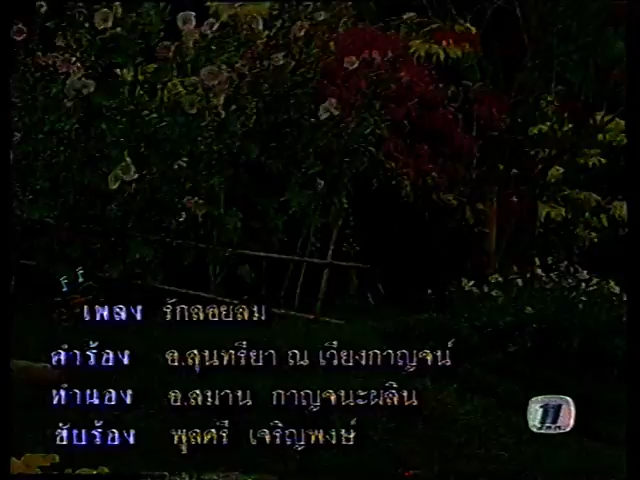 เพลง รักลอยลม
คำร้อง อ.สุนทรียา ณ เวียงกาญจน์
ทำนอง อ.สมาน กาญจนะผลิน
ขับร้อง พูลศรี เจริญพงษ์
11